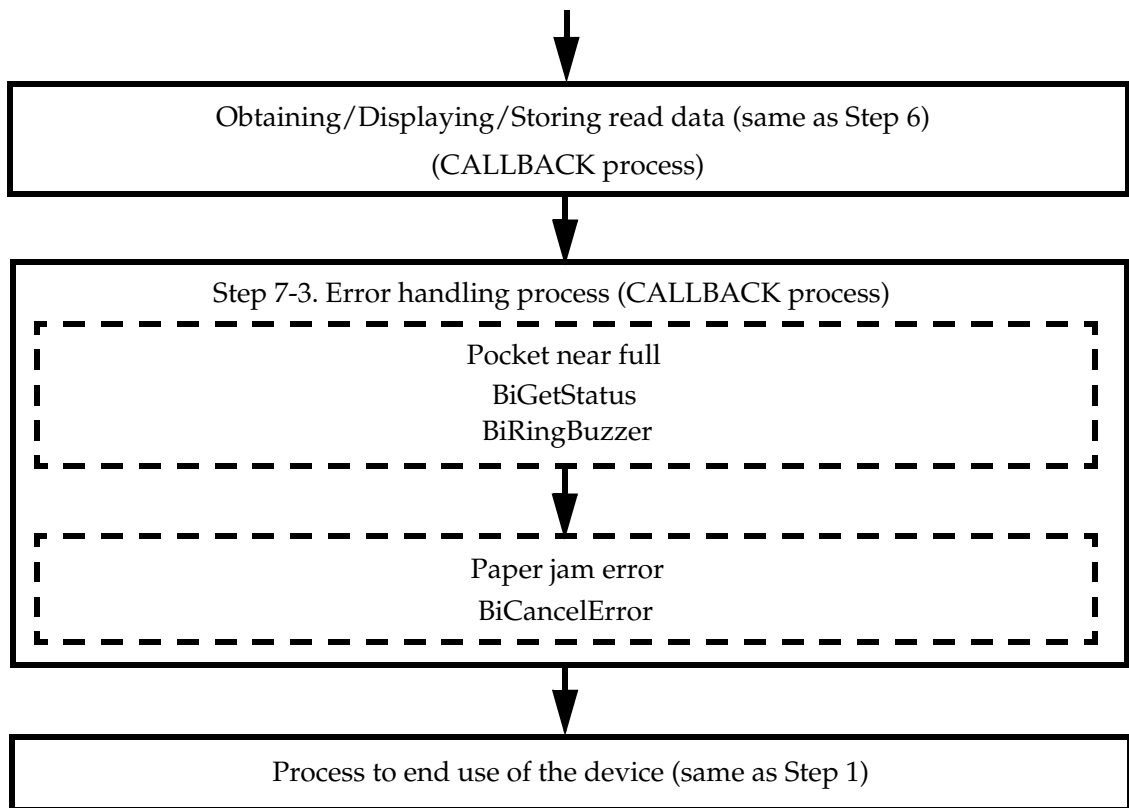 Obtaining/Displaying/Storing read data (same as Step 6)
(CALLBACK process)
Step 7-3. Error handling process (CALLBACK process)
Pocket near full
BiGetStatus
BiRingBuzzer
Paper jam error
BiCancelError
Process to end use of the device (same as Step 1)